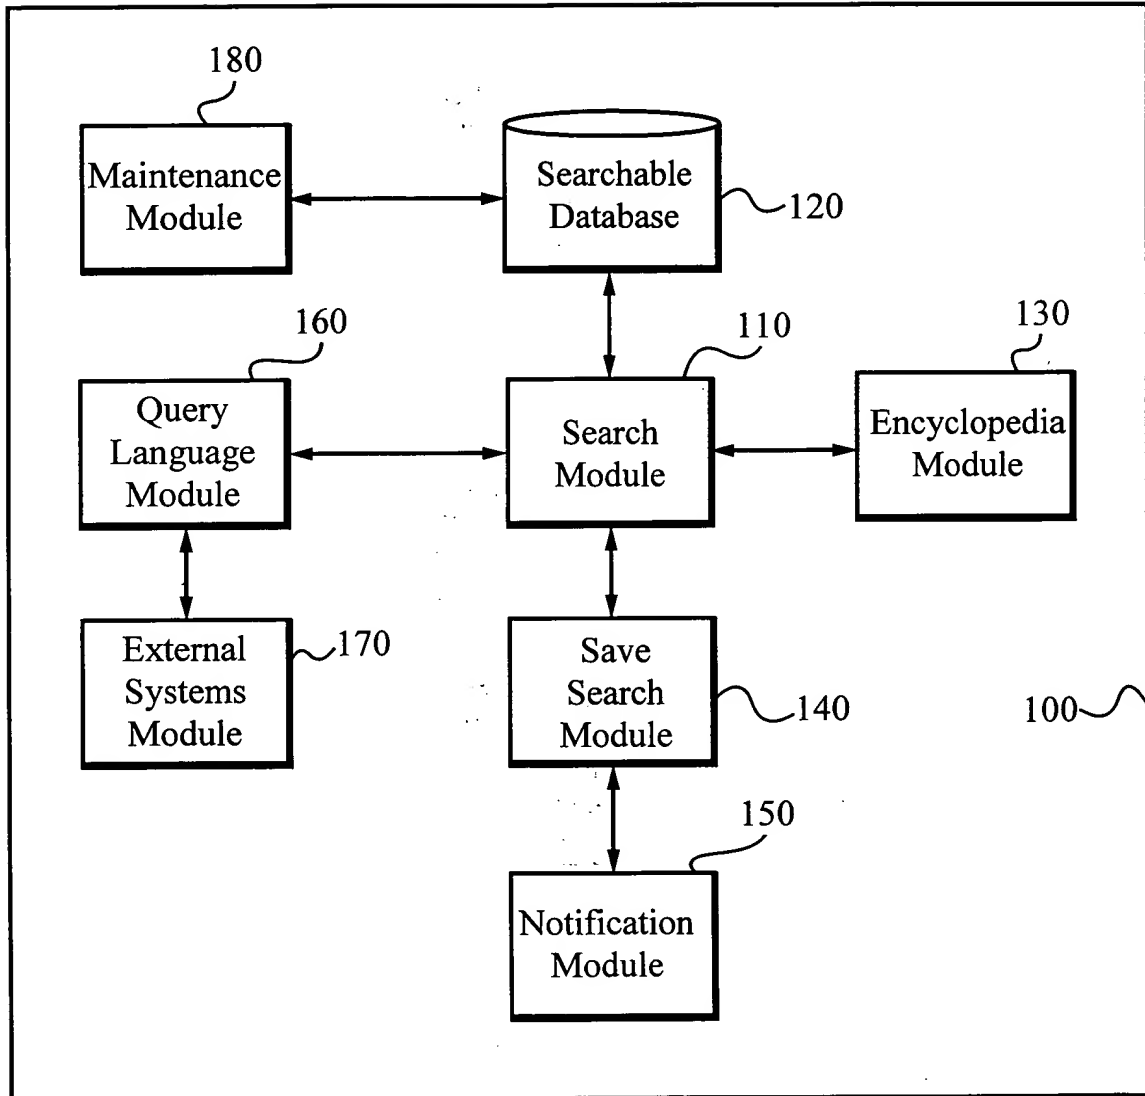 180
Maintenance
Module
Searchable
Database
120
160
110
130
Query
Language
Module
Search
Module
Encyclopedia
Module
External
Systems
Module
170
Save
Search
Module
140
100
150
Notification
Module